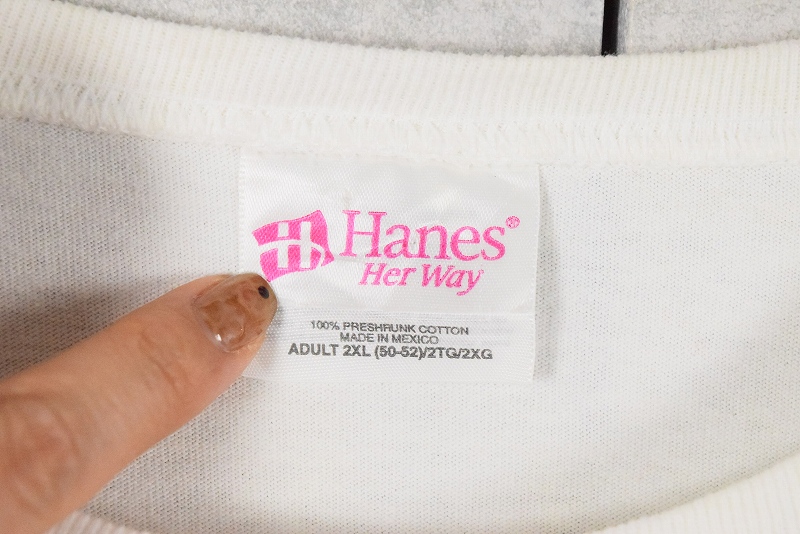 Hanes®
Her Way
100% PRESHRUNK COTTON
MADE IN MEXICO
ADULT 2XL (50-52)/2TG/2XG